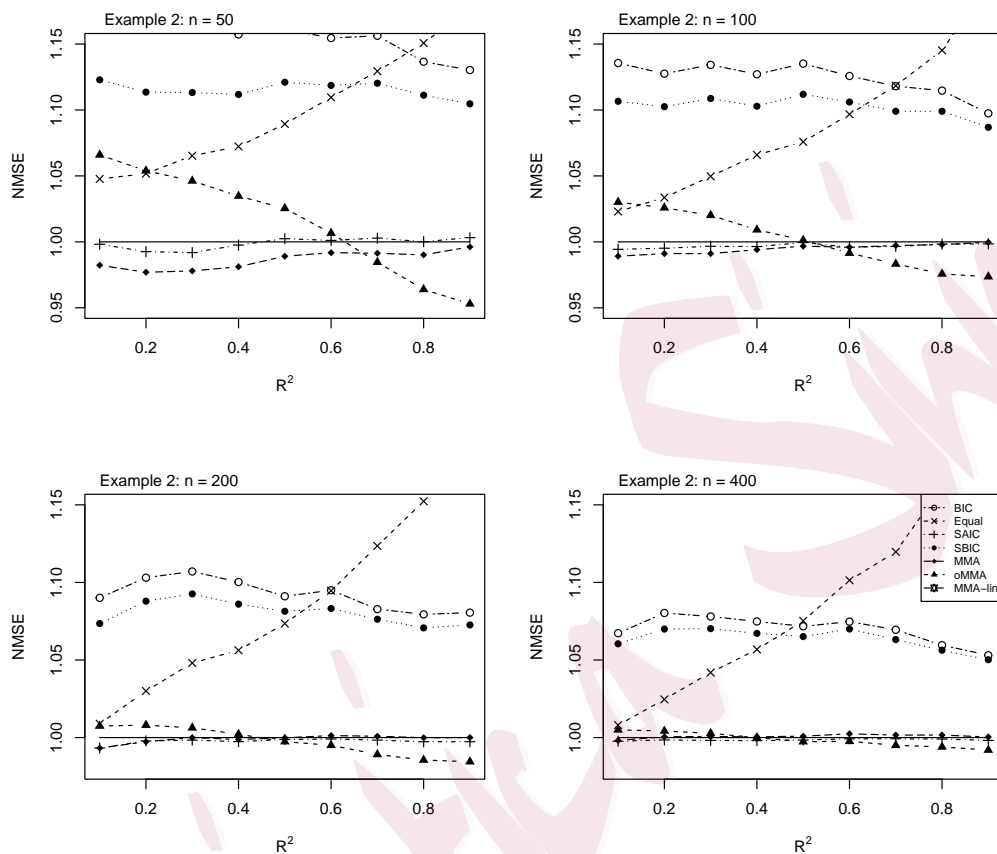 Example 2: n = 50
Example 2: n = 100
NMSE
0.95 1.00 1.05 1.10 1.15
0.2 0.4 0.6 0.8
R²
NMSE
0.95 1.00 1.05 1.10 1.15
0.2 0.4 0.6 0.8
R²
Example 2: n = 200
Example 2: n = 400
NMSE
1.00 1.05 1.10 1.15
0.2 0.4 0.6 0.8
R²
NMSE
1.00 1.05 1.10 1.15
0.2 0.4 0.6 0.8
R²
BIC
Equal
SAIC
SBIC
MMA
oMMA
MMA-lin